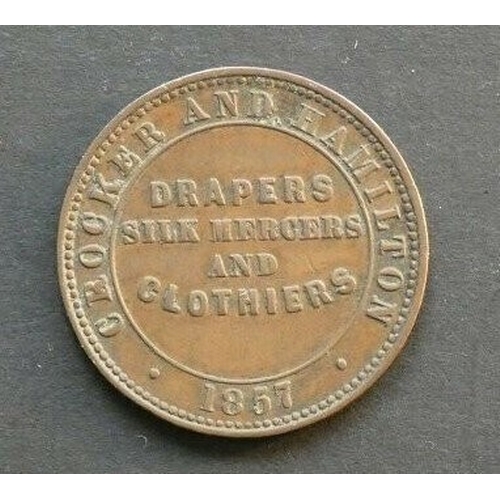 CROCKER AND HAMILTON
DRAPERS
SILK MERCERS
AND
CLOTHIERS
1857